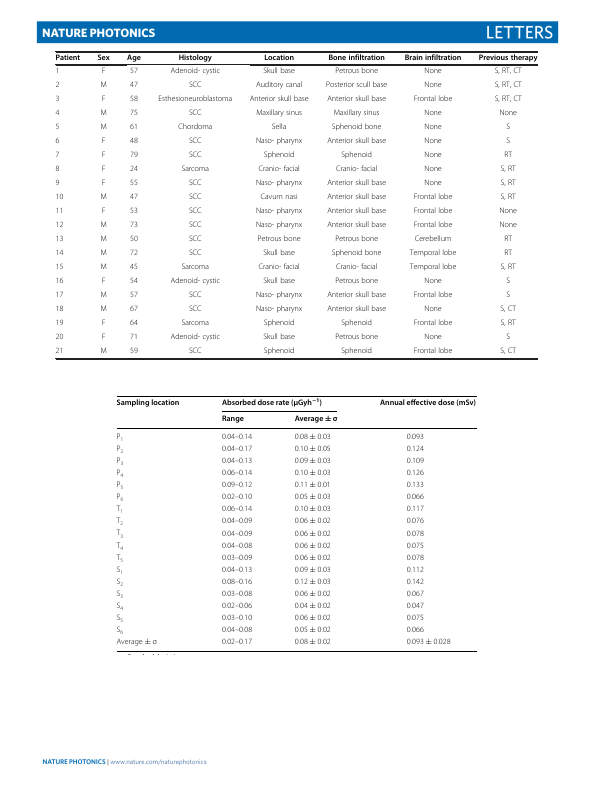 NATURE PHOTONICS LETTERS
Patient Sex Age Histology Location Bone infiltration Brain infiltration Previous therapy
1 F 57 Adenoid- cystic Skull base Petrous bone None S, RT, CT
2 M 47 SCC Auditory canal Posterior scull base None S, RT, CT
3 F 58 Esthesioneuroblastoma Anterior skull base Anterior skull base Frontal lobe S, RT, CT
4 M 75 SCC Maxillary sinus Maxillary sinus None None
5 M 61 Chordoma Sella Sphenoid bone None S
6 F 48 SCC Naso- pharynx Anterior skull base None S
7 F 79 SCC Sphenoid Sphenoid None RT
8 F 24 Sarcoma Cranio- facial Cranio- facial None S, RT
9 F 55 SCC Naso- pharynx Anterior skull base None S, RT
10 M 47 SCC Cavum nasi Anterior skull base Frontal lobe S, RT
11 F 53 SCC Naso- pharynx Anterior skull base Frontal lobe None
12 M 73 SCC Naso- pharynx Anterior skull base Frontal lobe None
13 M 50 SCC Petrous bone Petrous bone Cerebellum RT
14 M 72 SCC Skull base Sphenoid bone Temporal lobe RT
15 M 45 Sarcoma Cranio- facial Cranio- facial Temporal lobe S, RT
16 F 54 Adenoid- cystic Skull base Petrous bone None S
17 M 57 SCC Naso- pharynx Anterior skull base Frontal lobe S
18 M 67 SCC Naso- pharynx Anterior skull base None S, CT
19 F 64 Sarcoma Sphenoid Sphenoid Frontal lobe S, RT
20 F 71 Adenoid- cystic Skull base Petrous bone None S
21 M 59 SCC Sphenoid Sphenoid Frontal lobe S, CT
Sampling location Absorbed dose rate (μGyh⁻¹) Annual effective dose (mSv)
Range Average ± σ
P₁ 0.04–0.14 0.08 ± 0.03 0.093
P₂ 0.04–0.17 0.10 ± 0.05 0.124
P₃ 0.04–0.13 0.09 ± 0.03 0.109
P₄ 0.06–0.14 0.10 ± 0.03 0.126
P₅ 0.09–0.12 0.11 ± 0.01 0.133
P₆ 0.02–0.10 0.05 ± 0.03 0.066
T₁ 0.06–0.14 0.10 ± 0.03 0.117
T₂ 0.04–0.09 0.06 ± 0.02 0.076
T₃ 0.04–0.09 0.06 ± 0.02 0.078
T₄ 0.04–0.08 0.06 ± 0.02 0.075
T₅ 0.03–0.09 0.06 ± 0.02 0.078
S₁ 0.04–0.13 0.09 ± 0.03 0.112
S₂ 0.08–0.16 0.12 ± 0.03 0.142
S₃ 0.03–0.08 0.06 ± 0.02 0.067
S₄ 0.02–0.06 0.04 ± 0.02 0.047
S₅ 0.03–0.10 0.06 ± 0.02 0.075
S₆ 0.04–0.08 0.05 ± 0.02 0.066
Average ± σ 0.02–0.17 0.08 ± 0.02 0.093 ± 0.028
NATURE PHOTONICS | www.com/naturephotonics